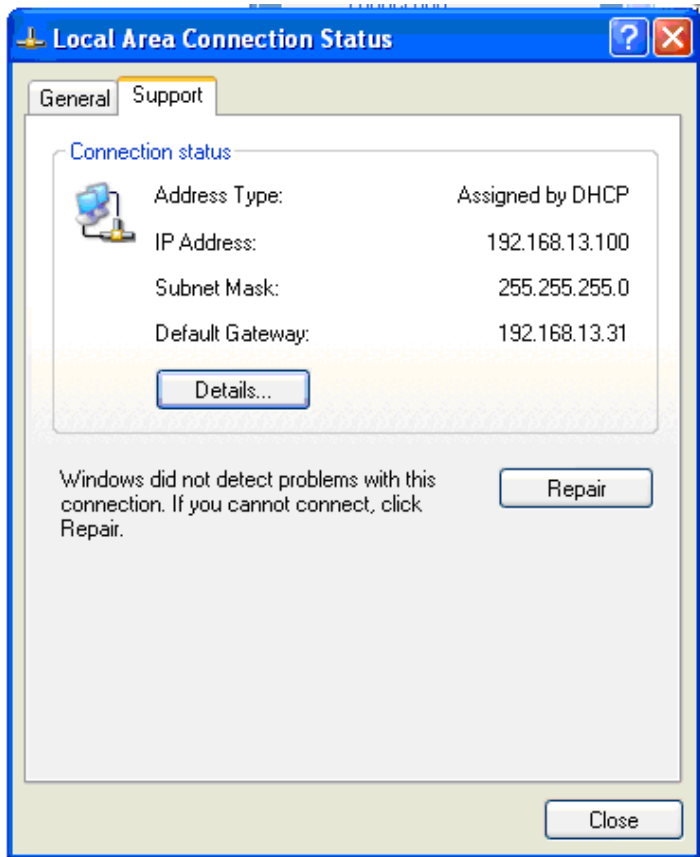 Local Area Connection Status
General Support
Connection status
Address Type: Assigned by DHCP
IP Address: 192.168.13.100
Subnet Mask: 255.255.255.0
Default Gateway: 192.168.13.31
Details...
Windows did not detect problems with this
connection. If you cannot connect, click
Repair.
Repair
Close